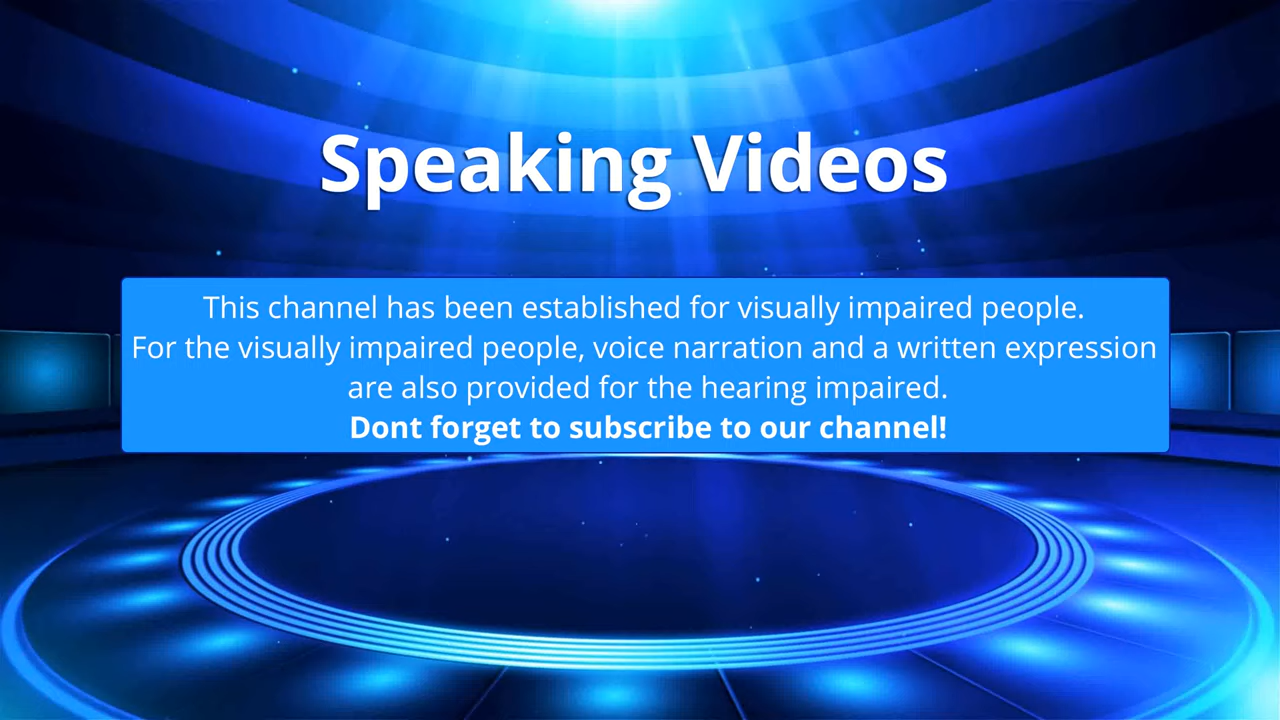 Speaking Videos
This channel has been established for visually impaired people.
For the visually impaired people, voice narration and a written expression
are also provided for the hearing impaired.
Dont forget to subscribe to our channel!